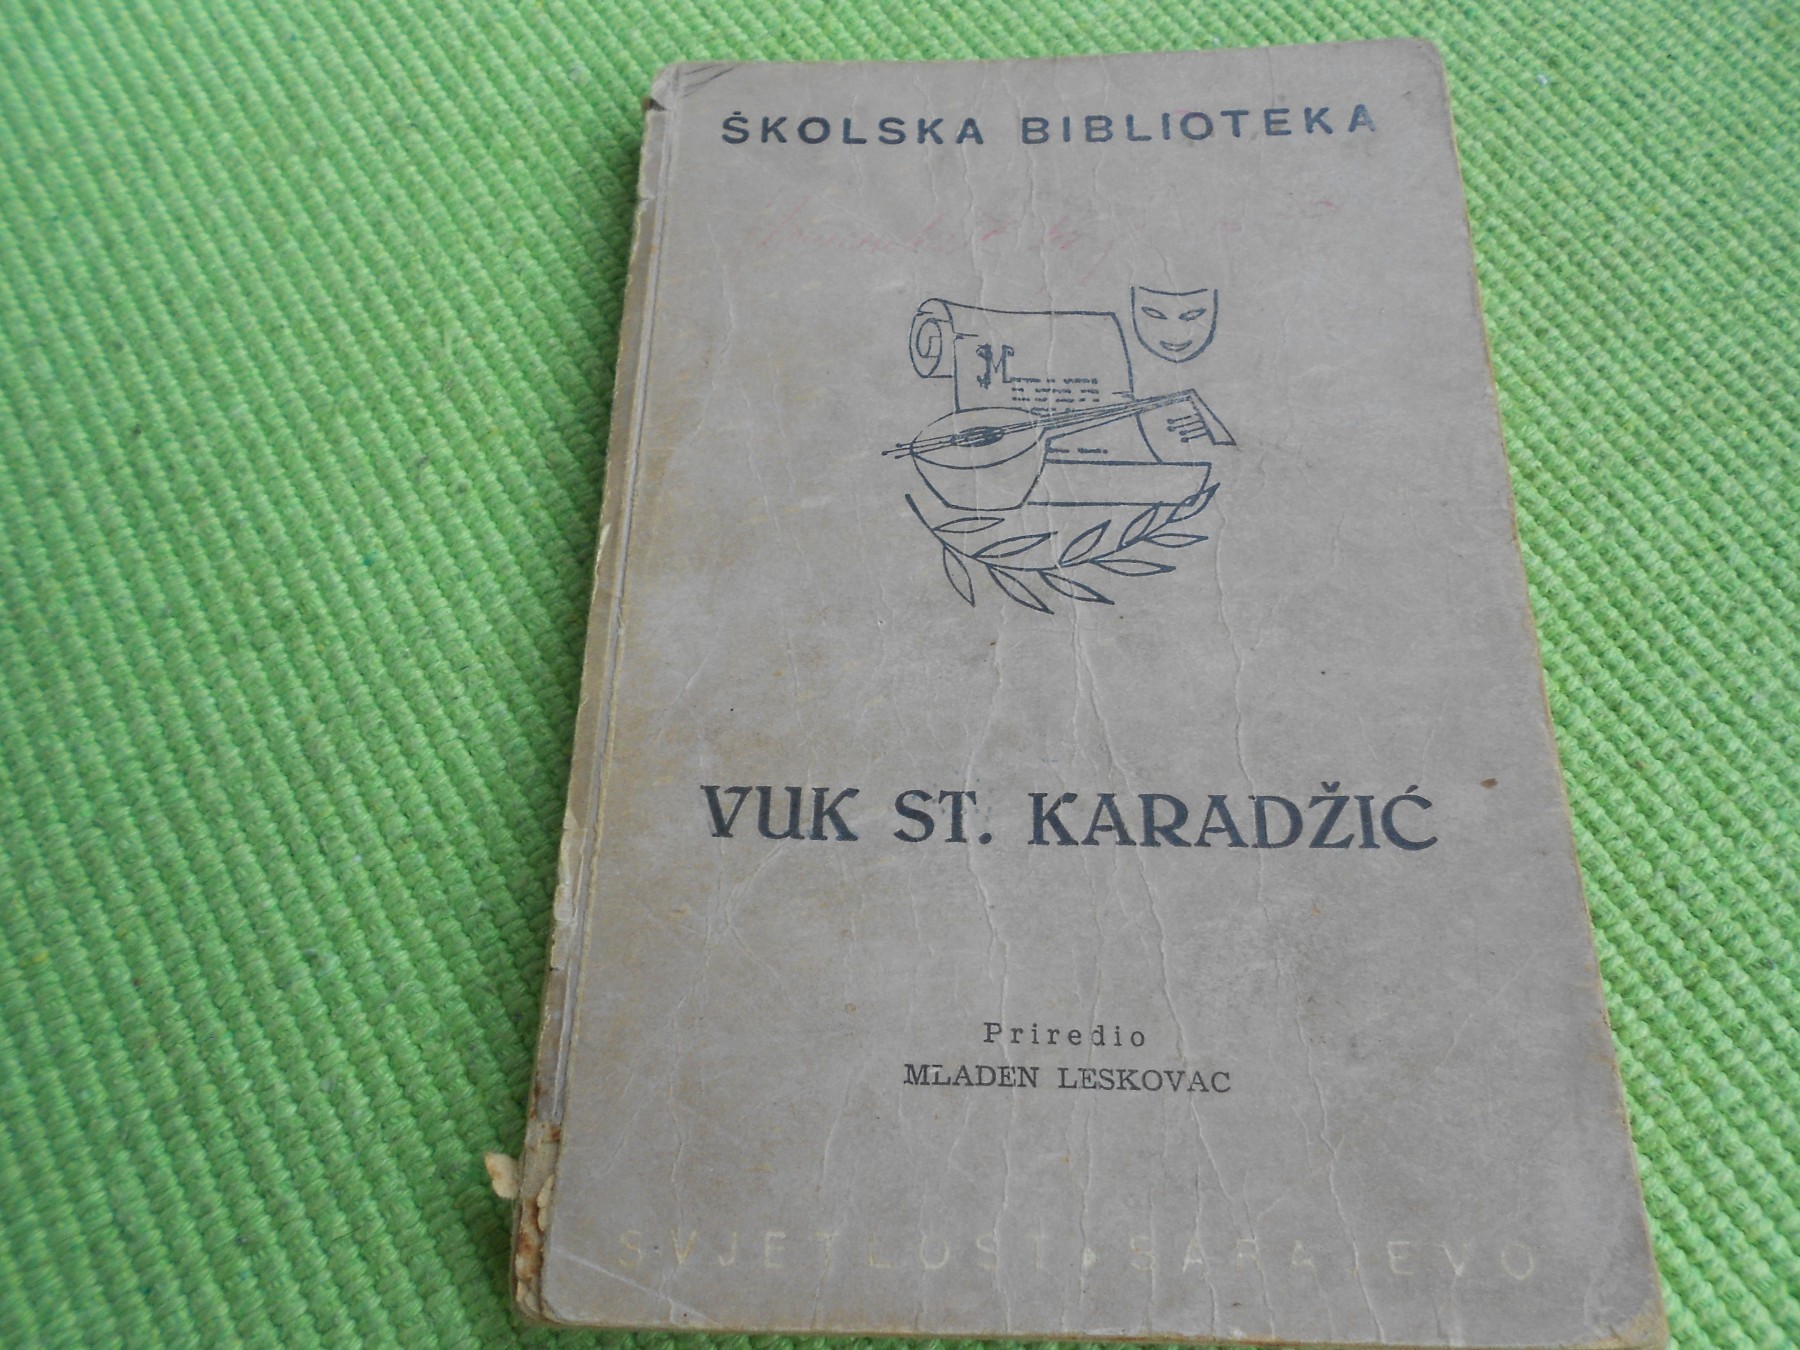 ŠKOLSKA BIBLIOTEKA
M
VUK ST. KARADŽIĆ
Priredio
MLADEN LESKOVAC
SVJETLOST • SARAJEVO